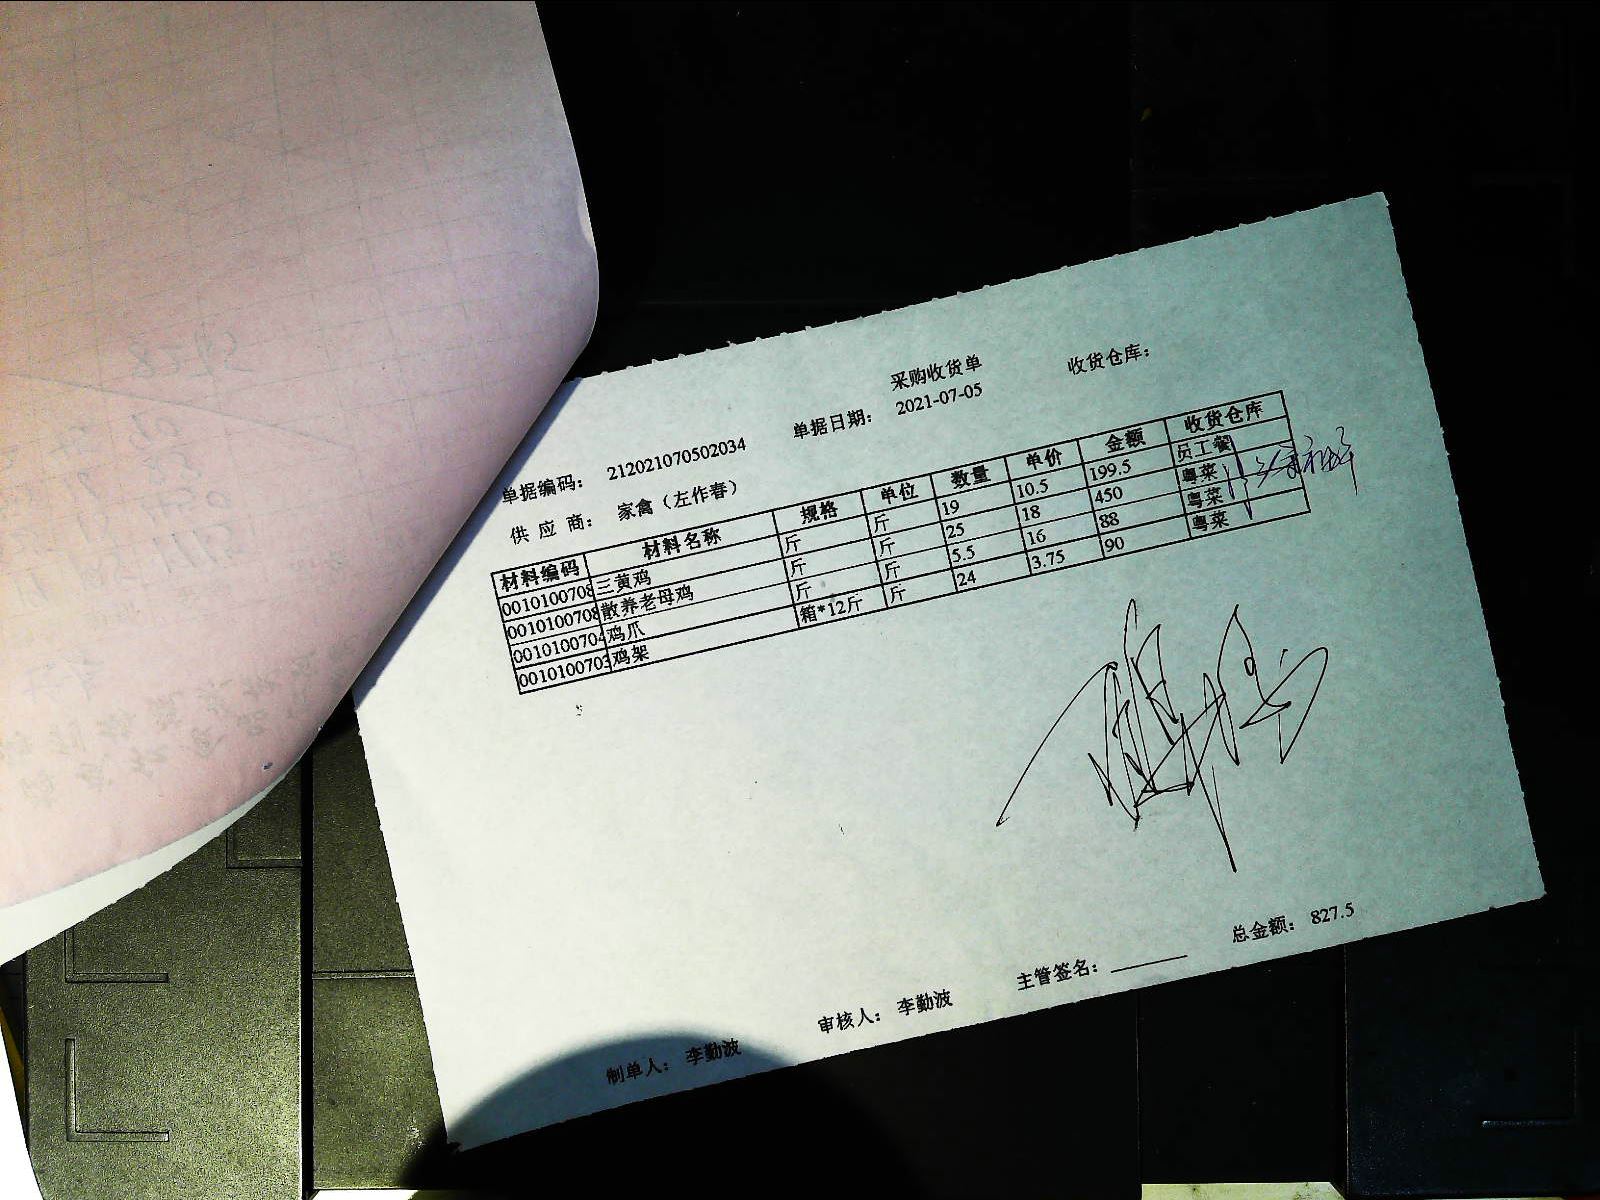 采购收货单
收货仓库：
单据编码： 212021070502034 单据日期： 2021-07-05
供 应 商： 家禽（左作春）
材料编码 材料名称 规格 单位 数量 单价 金额 收货仓库
0010100708 三黄鸡 斤 斤 19 10.5 199.5 员工餐
0010100708 散养老母鸡 斤 斤 25 18 450 粤菜
0010100704 鸡爪 斤 斤 5.5 16 88 粤菜
0010100703 鸡架 箱*12斤 斤 24 3.75 90 粤菜
总金额： 827.5
制单人： 李勤波 审核人： 李勤波 主管签名：